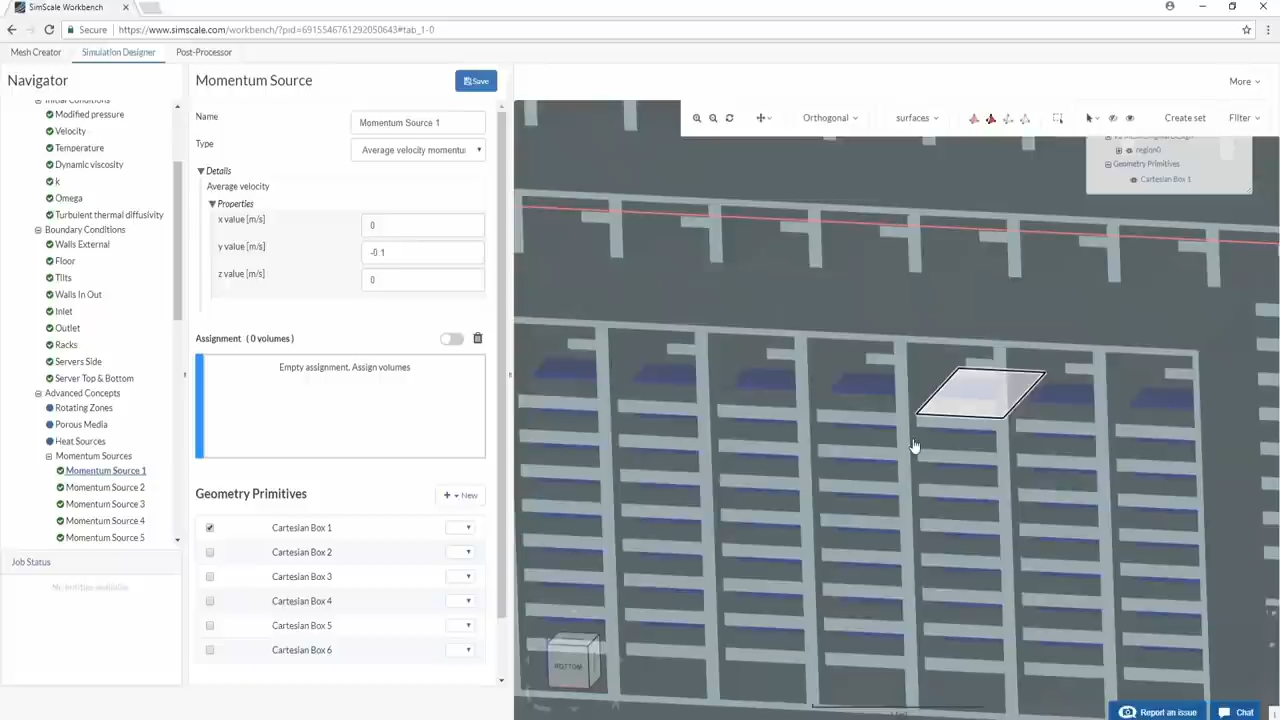 SimScale Workbench
Secure
https://www.simscale.com/workbench/?pid=6915546761292050643#tab_1-0
Mesh Creator
Simulation Designer
Post-Processor
Navigator
Initial Conditions
Modified pressure
Velocity
Temperature
Dynamic viscosity
k
Omega
Turbulent thermal diffusivity
Boundary Conditions
Walls External
Floor
Tilts
Walls In Out
Inlet
Outlet
Racks
Servers Side
Server Top & Bottom
Advanced Concepts
Rotating Zones
Porous Media
Heat Sources
Momentum Sources
Momentum Source 1
Momentum Source 2
Momentum Source 3
Momentum Source 4
Momentum Source 5
Job Status
No entities available
Momentum Source
Save
Name
Momentum Source 1
Type
Average velocity momentu
Details
Average velocity
Properties
x value [m/s]
0
y value [m/s]
-0.1
z value [m/s]
0
Assignment ( 0 volumes )
Empty assignment. Assign volumes
Geometry Primitives
New
Cartesian Box 1
Cartesian Box 2
Cartesian Box 3
Cartesian Box 4
Cartesian Box 5
Cartesian Box 6
More
Orthogonal
surfaces
Create set
Filter
region0
Geometry Primitives
Cartesian Box 1
BOTTOM
Report an issue
Chat